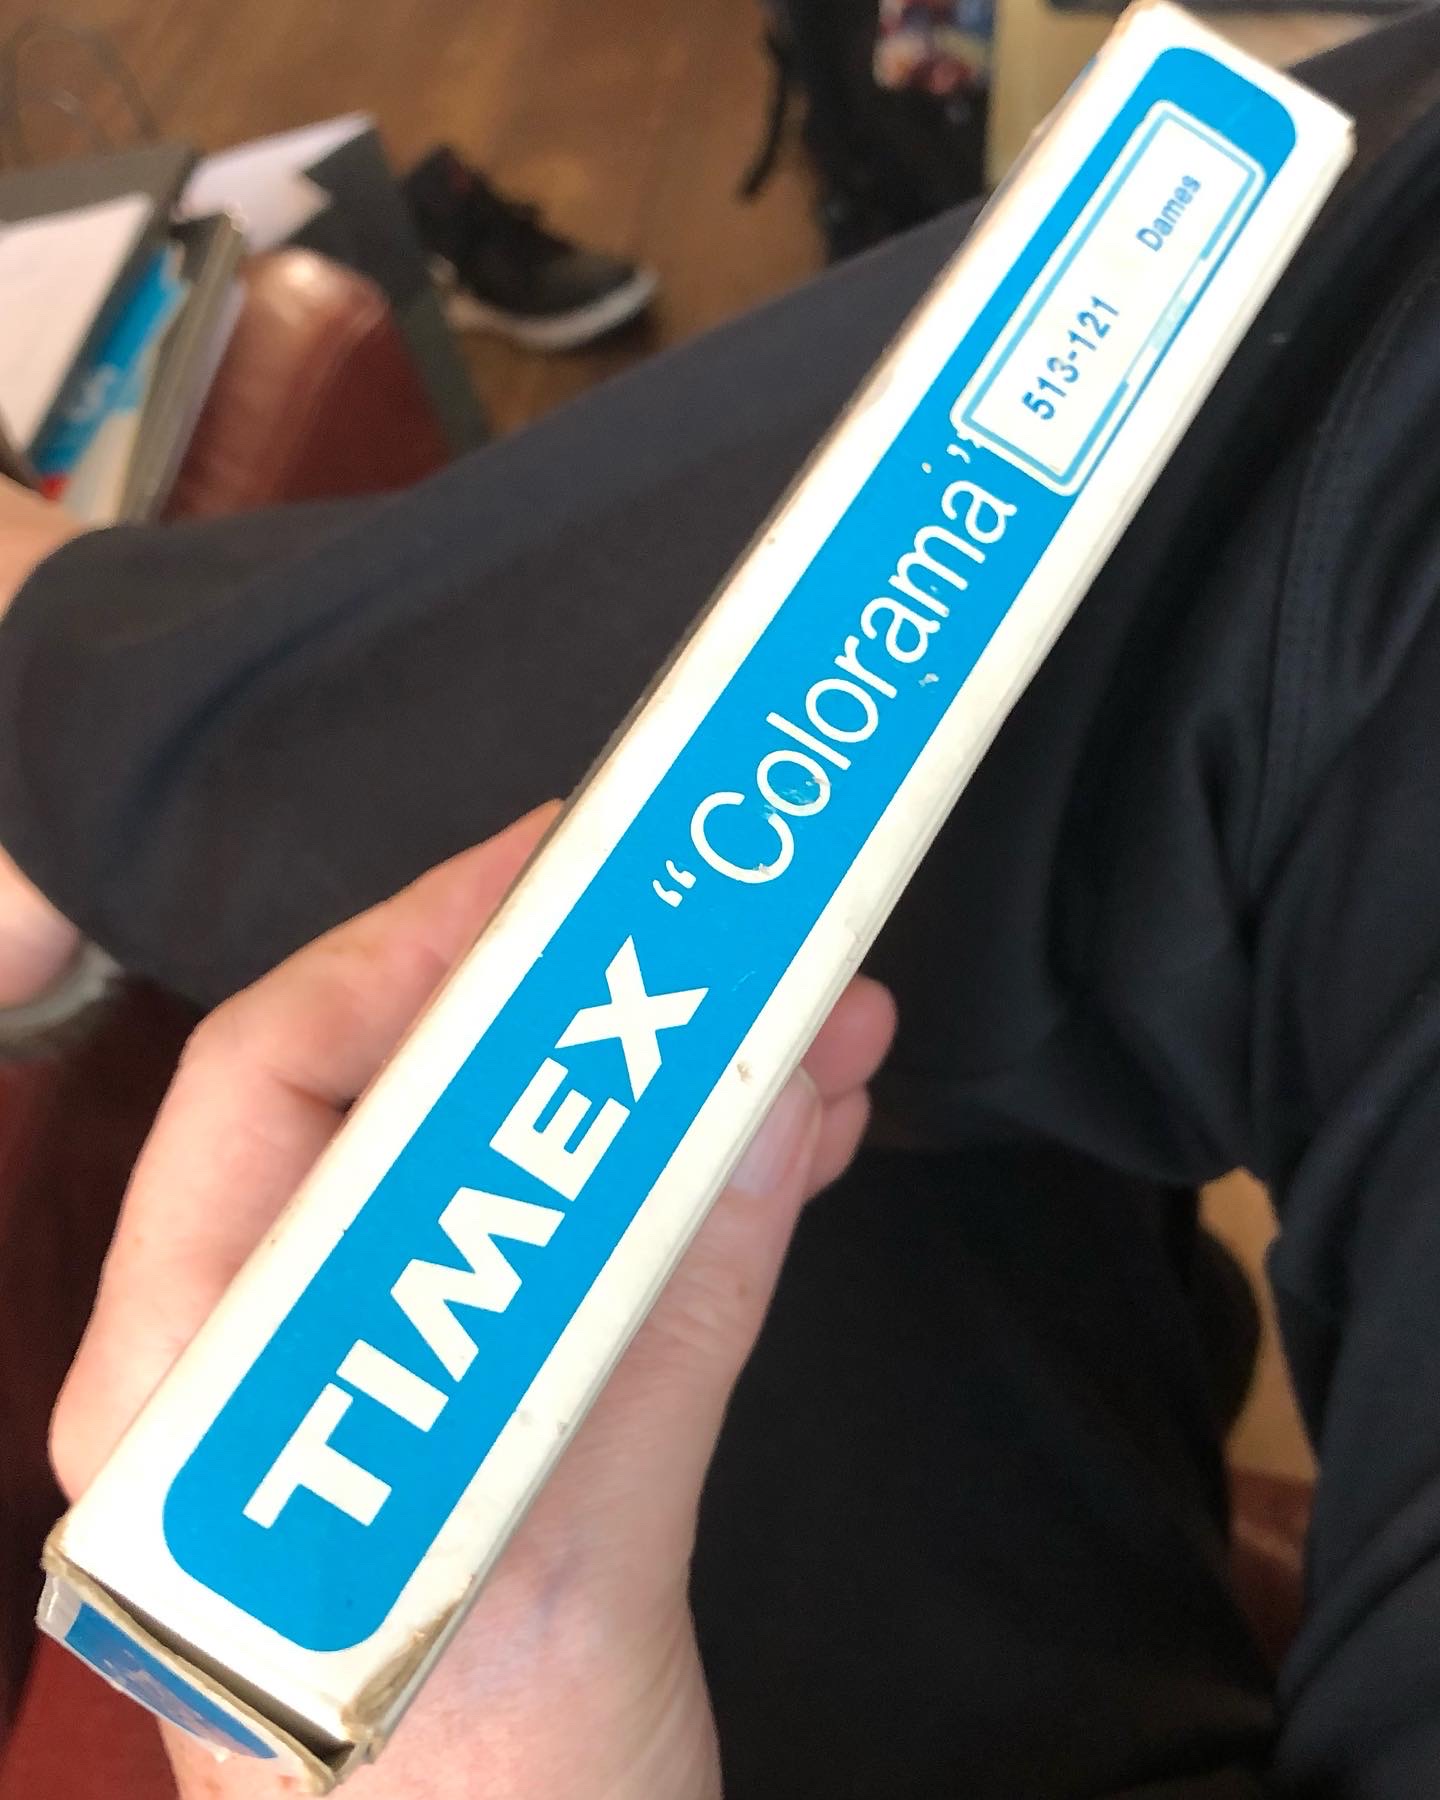 TIMEX “Colorama”
513-121 Dames